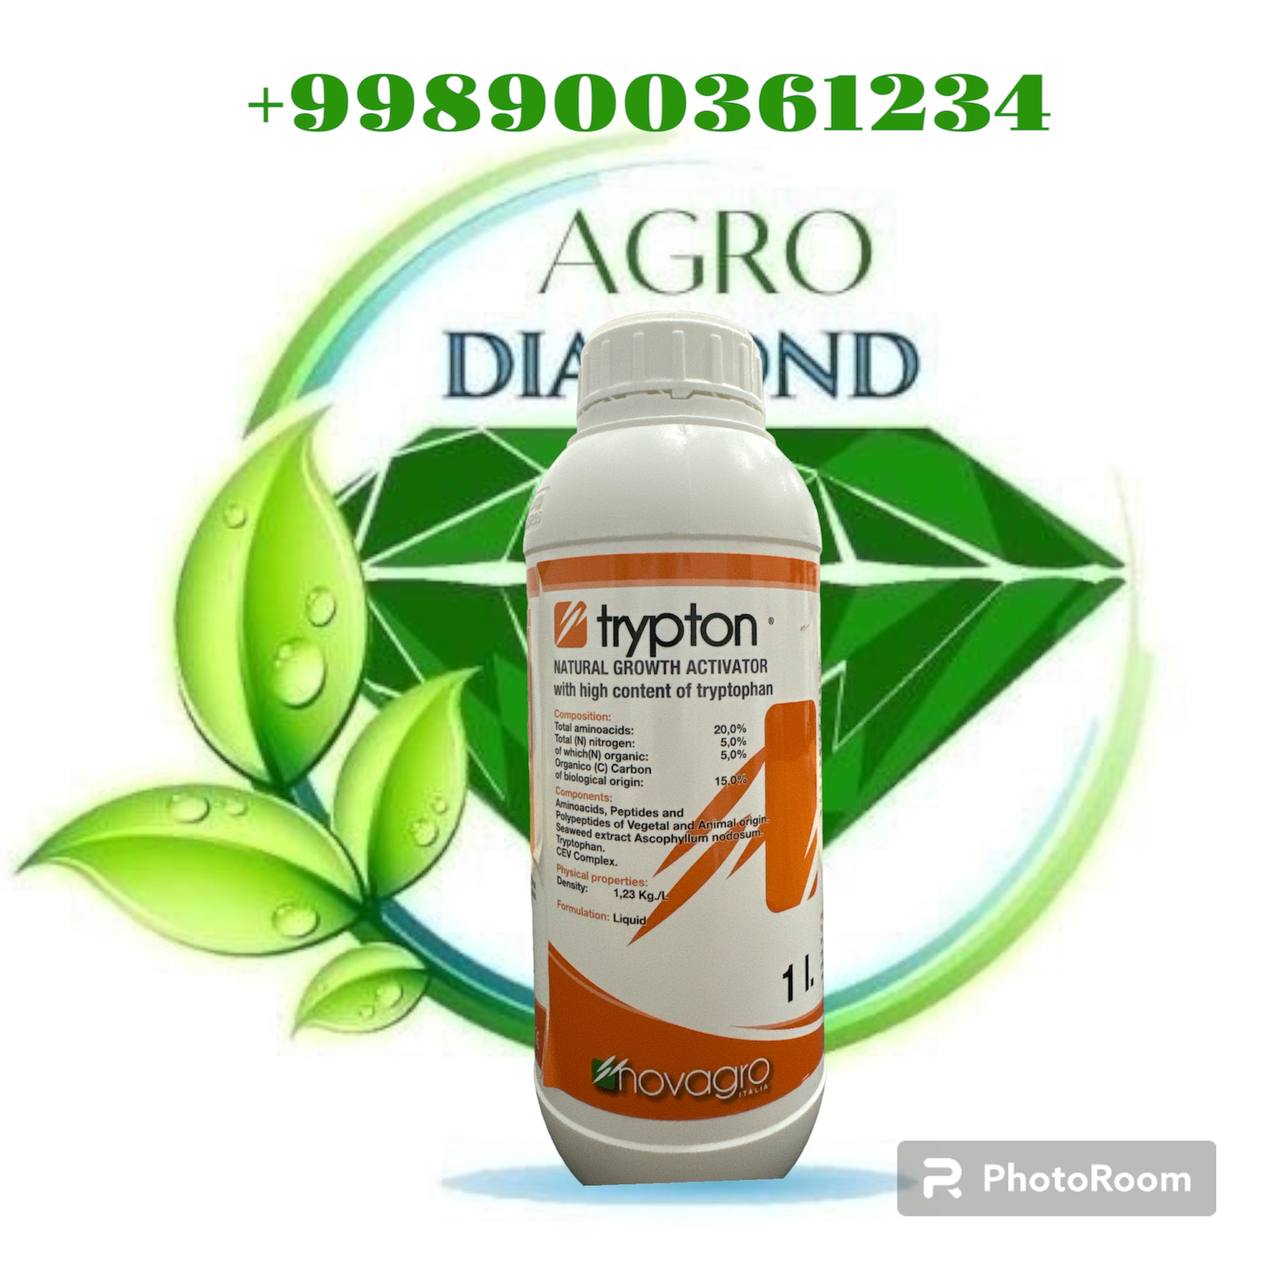 +998900361234
AGRO
DIAMOND
trypton ®
NATURAL GROWTH ACTIVATOR
with high content of tryptophan
Composition:
Total aminoacids: 20,0%
Total (N) nitrogen: 5,0%
of which(N) organic: 5,0%
Organico (C) Carbon
of biological origin: 15,0%
Components:
Aminoacids, Peptides and
Polypeptides of Vegetal and Animal origin.
Seaweed extract Ascophyllum nodosum.
Tryptophan.
CEV Complex.
Physical properties:
Density: 1,23 Kg./L
Formulation: Liquid
1 l.
novagro
ITALIA
PhotoRoom